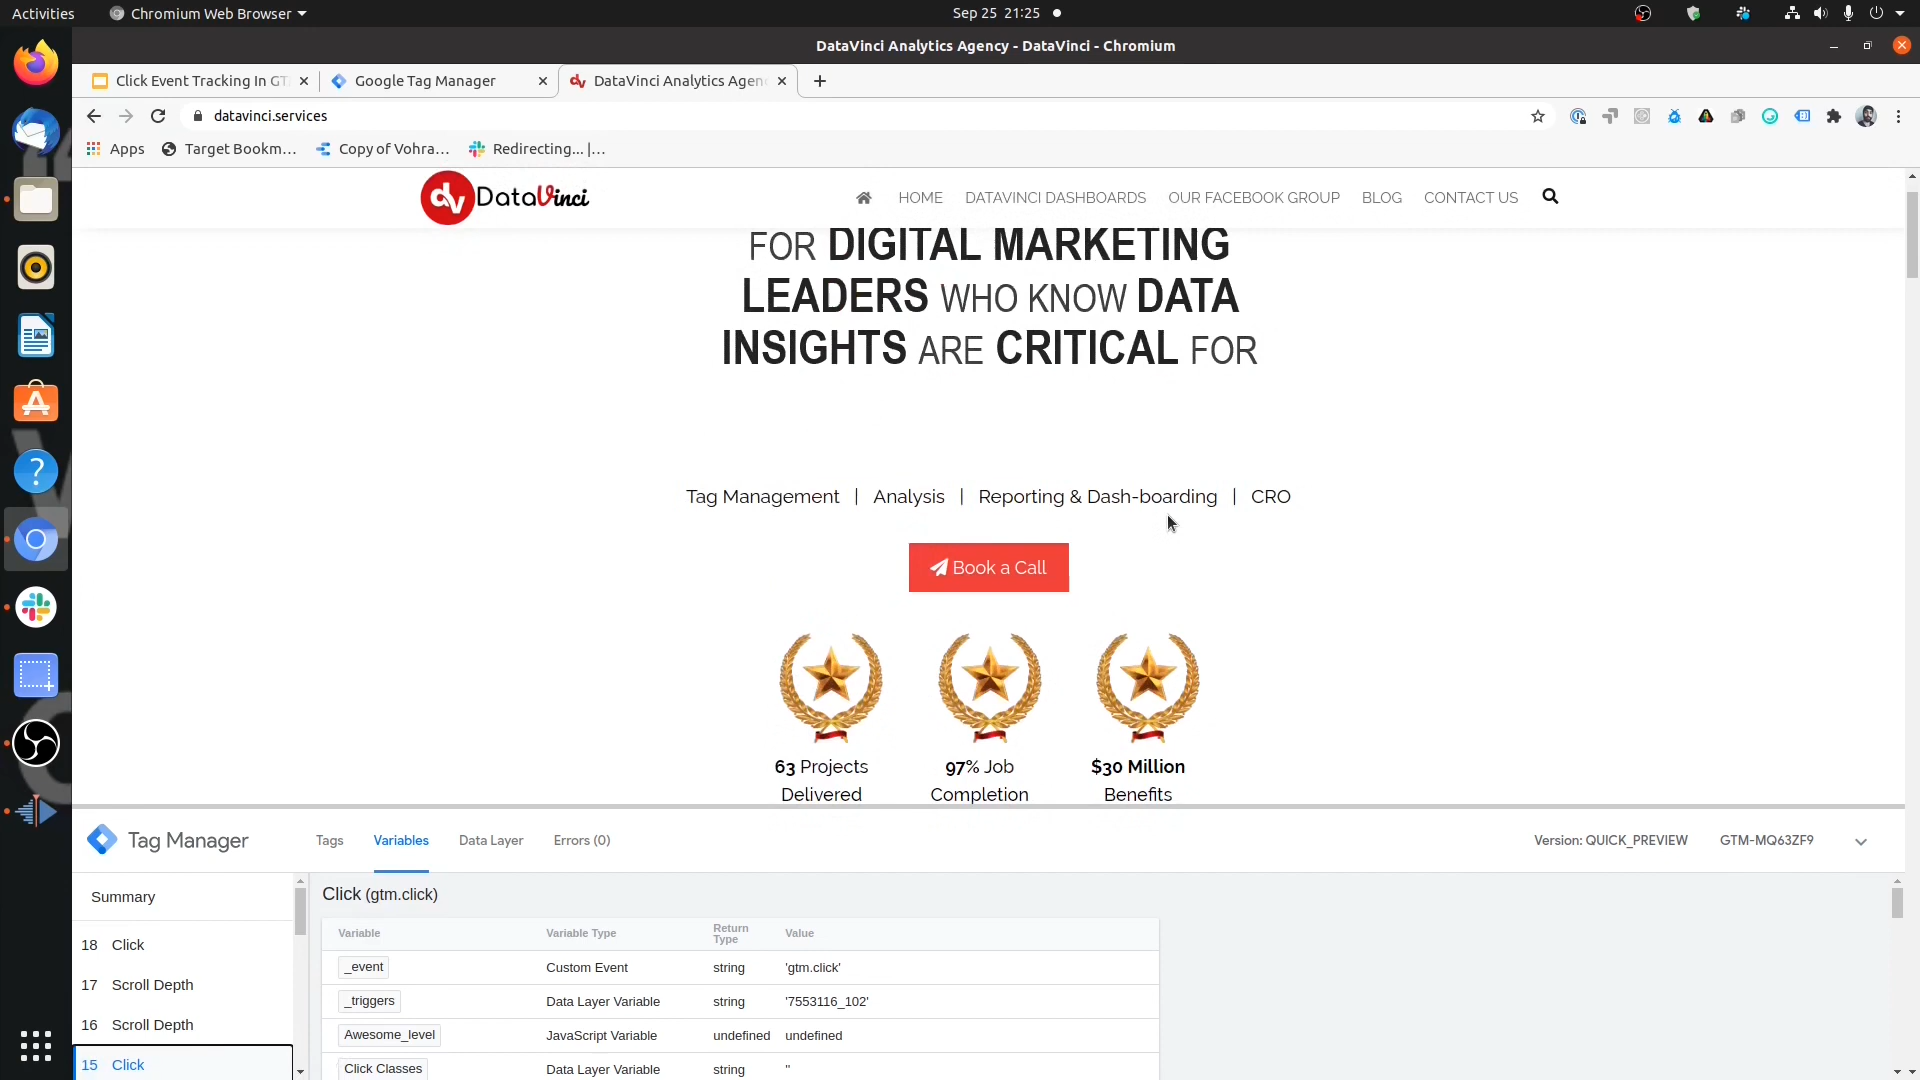 Activities
Chromium Web Browser
Sep 25 21:25
DataVinci Analytics Agency - DataVinci - Chromium
Click Event Tracking In GT
Google Tag Manager
DataVinci Analytics Agen
datavinci.services
Apps
Target Bookm...
Copy of Vohra...
Redirecting... |...
dv DataVinci
HOME
DATAVINCI DASHBOARDS
OUR FACEBOOK GROUP
BLOG
CONTACT US
FOR DIGITAL MARKETING
LEADERS WHO KNOW DATA
INSIGHTS ARE CRITICAL FOR
Tag Management | Analysis | Reporting & Dash-boarding | CRO
Book a Call
63 Projects
Delivered
97% Job
Completion
$30 Million
Benefits
Tag Manager
Tags
Variables
Data Layer
Errors (0)
Version: QUICK_PREVIEW
GTM-MQ63ZF9
Summary
18 Click
17 Scroll Depth
16 Scroll Depth
15 Click
Click (gtm.click)
Variable
Variable Type
Return
Type
Value
_event Custom Event string 'gtm.click'
_triggers Data Layer Variable string '7553116_102'
Awesome_level JavaScript Variable undefined undefined
Click Classes Data Layer Variable string ''